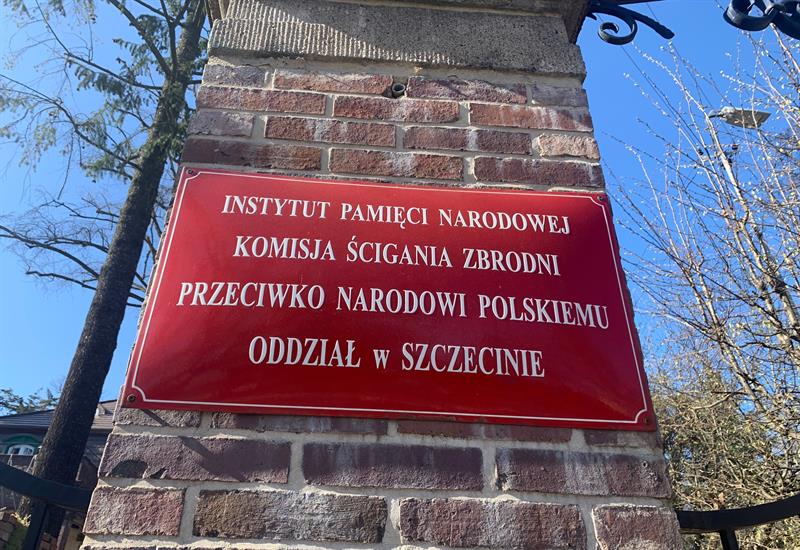 INSTYTUT PAMIĘCI NARODOWEJ
KOMISJA ŚCIGANIA ZBRODNI
PRZECIWKO NARODOWI POLSKIEMU
ODDZIAŁ w SZCZECINIE